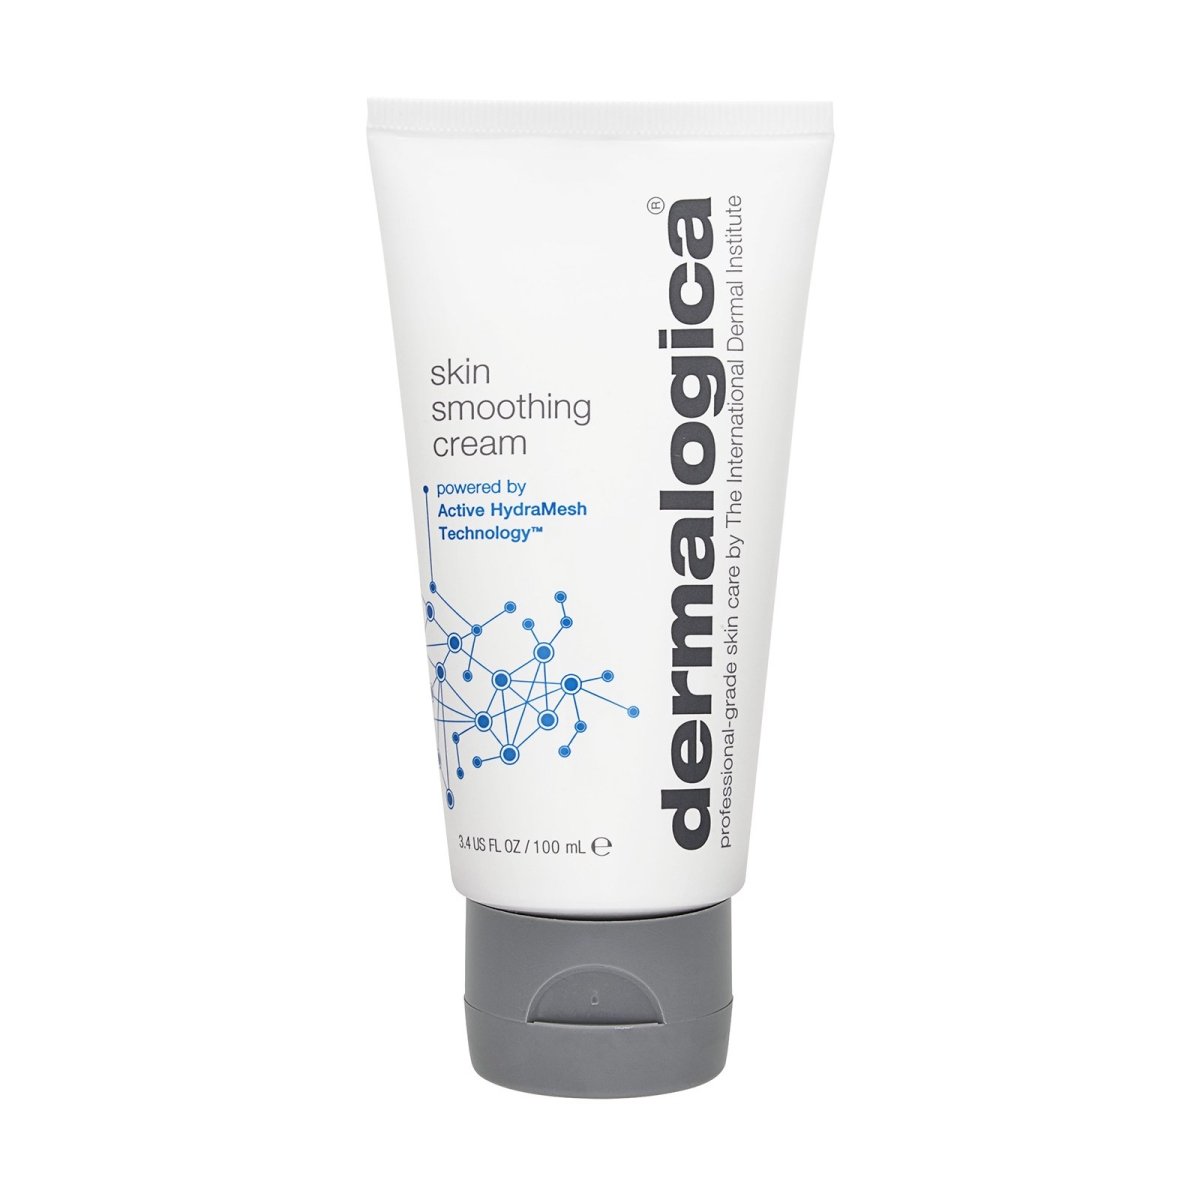 skin
smoothing
cream
powered by
Active HydraMesh
Technology™
3.4 US FL OZ / 100 mL ℮
dermalogica®
professional-grade skin care by The International Dermal Institute